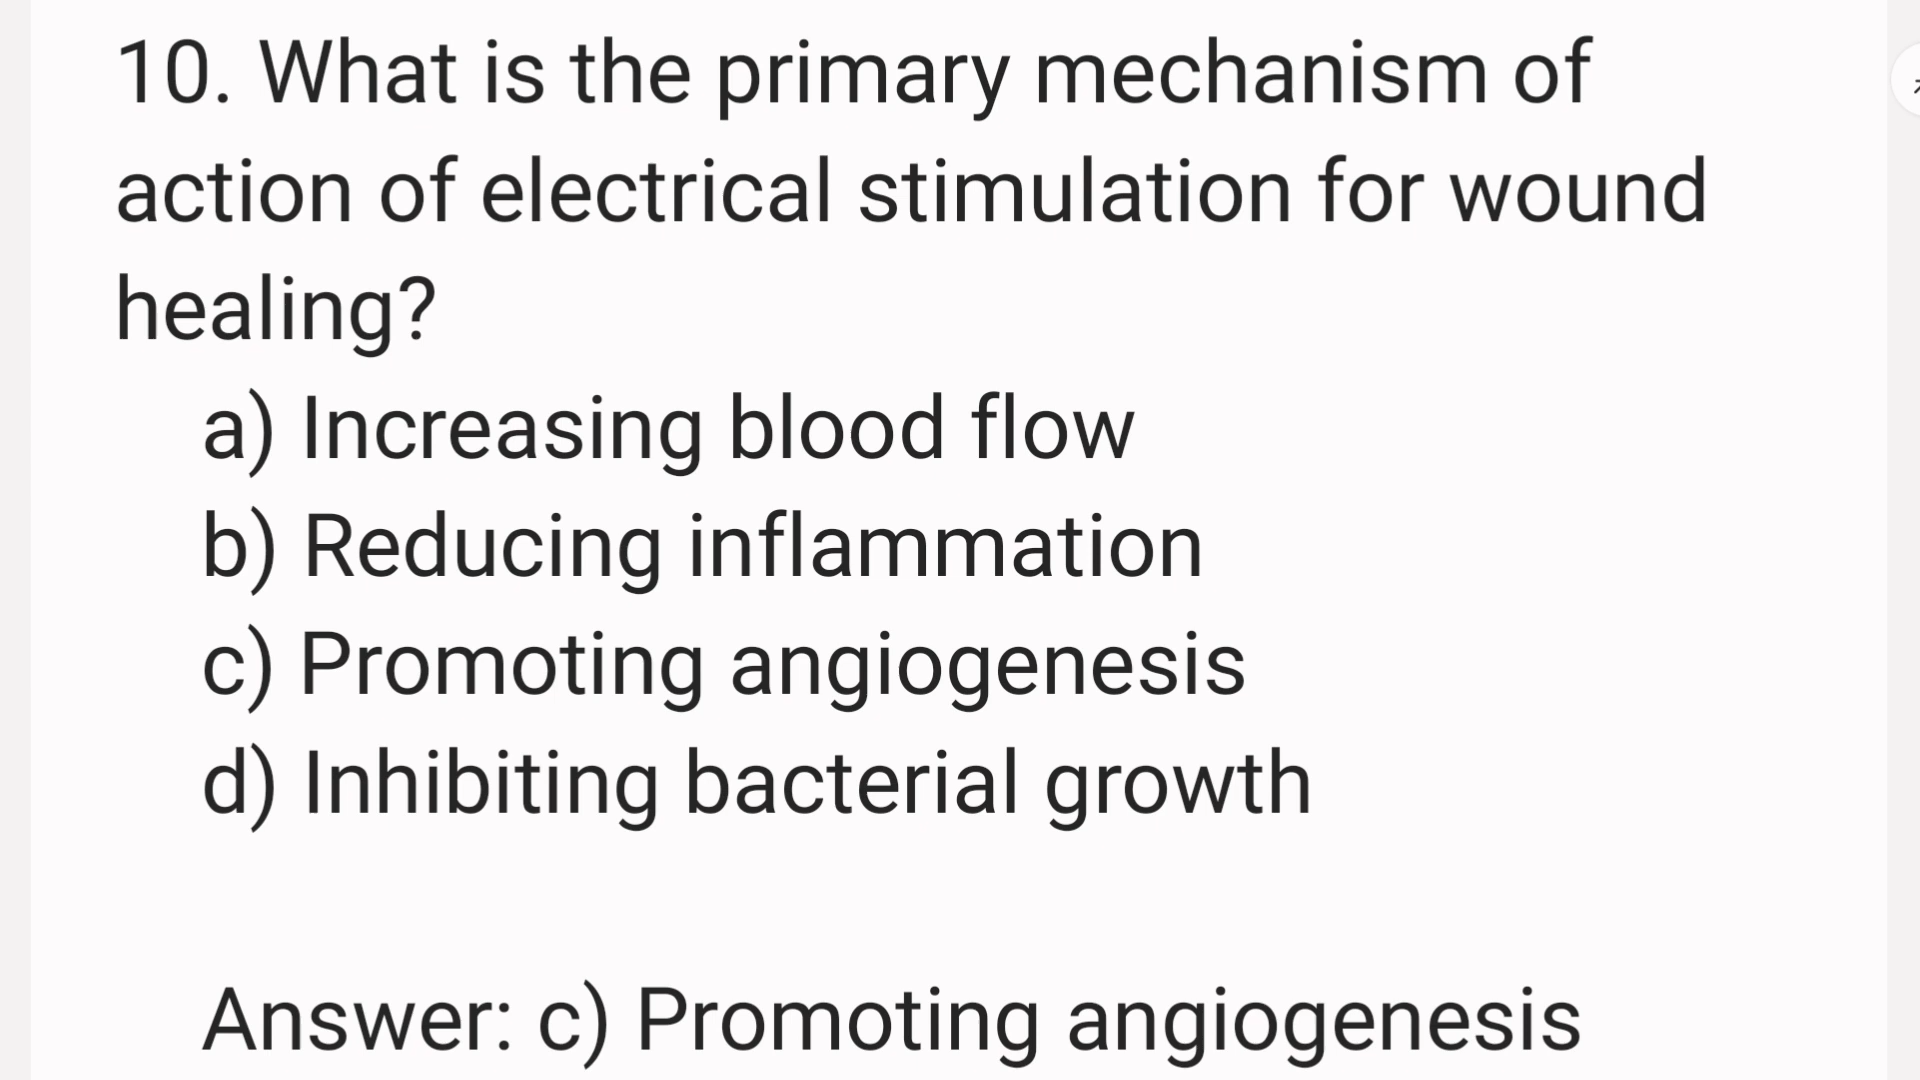 10. What is the primary mechanism of
action of electrical stimulation for wound
healing?
a) Increasing blood flow
b) Reducing inflammation
c) Promoting angiogenesis
d) Inhibiting bacterial growth
Answer: c) Promoting angiogenesis